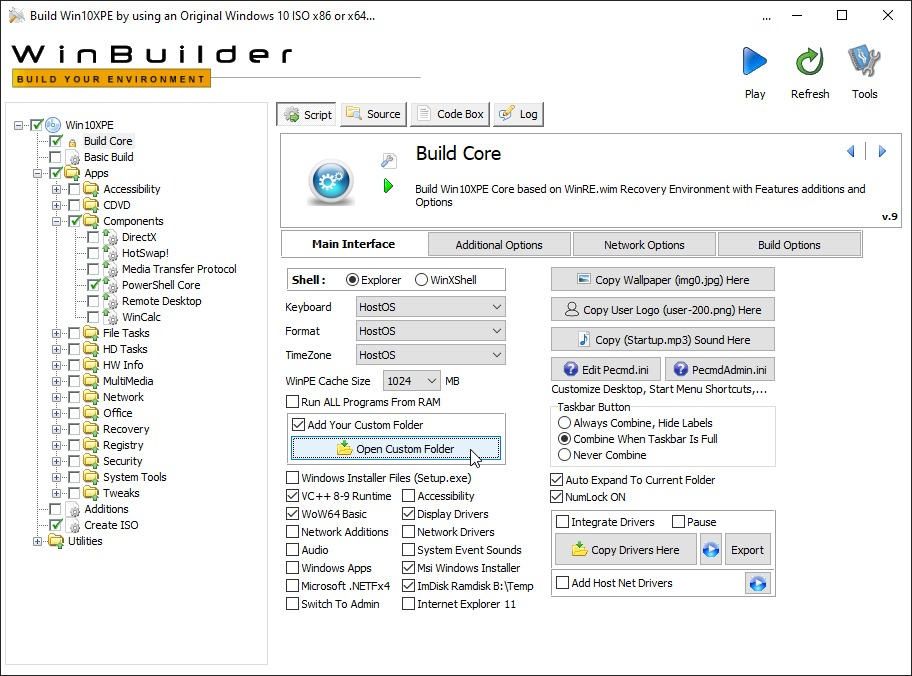 Build Win10XPE by using an Original Windows 10 ISO x86 or x64...
...
WinBuilder
BUILD YOUR ENVIRONMENT
Play
Refresh
Tools
Win10XPE
Build Core
Basic Build
Apps
Accessibility
CDVD
Components
DirectX
HotSwap!
Media Transfer Protocol
PowerShell Core
Remote Desktop
WinCalc
File Tasks
HD Tasks
HW Info
MultiMedia
Network
Office
Recovery
Registry
Security
System Tools
Tweaks
Additions
Create ISO
Utilities
Script
Source
Code Box
Log
Build Core
Build Win10XPE Core based on WinRE.wim Recovery Environment with Features additions and
Options
v.9
Main Interface
Additional Options
Network Options
Build Options
Shell : Explorer WinXShell
Keyboard HostOS
Format HostOS
TimeZone HostOS
WinPE Cache Size 1024 MB
Run ALL Programs From RAM
Add Your Custom Folder
Open Custom Folder
Windows Installer Files (Setup.exe)
VC++ 8-9 Runtime Accessibility
WoW64 Basic Display Drivers
Network Additions Network Drivers
Audio System Event Sounds
Windows Apps Msi Windows Installer
Microsoft .NETFx4 ImDisk Ramdisk B:\Temp
Switch To Admin Internet Explorer 11
Copy Wallpaper (img0.jpg) Here
Copy User Logo (user-200.png) Here
Copy (Startup.mp3) Sound Here
Edit Pecmd.ini PecmdAdmin.ini
Customize Desktop, Start Menu Shortcuts,...
Taskbar Button
Always Combine, Hide Labels
Combine When Taskbar Is Full
Never Combine
Auto Expand To Current Folder
NumLock ON
Integrate Drivers Pause
Copy Drivers Here Export
Add Host Net Drivers